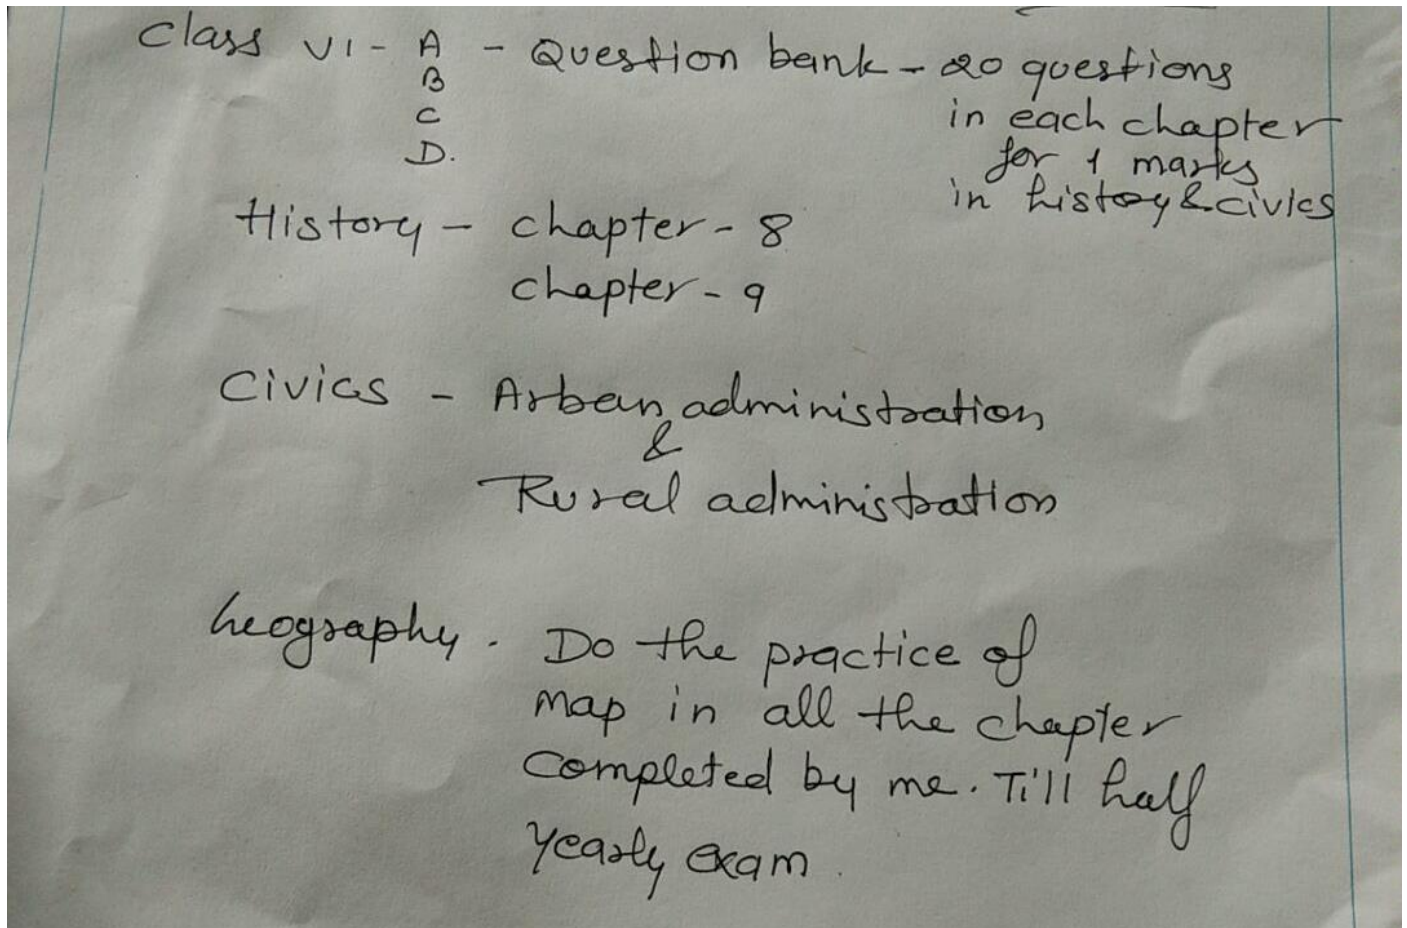 Class VI - A - Question bank - 20 questions
B
C
D.
in each chapter
for 1 marks
in histoy & civics
History - chapter - 8
chapter - 9
Civics - Arban administration
&
Rural administration
Geography. Do the practice of
map in all the chapter
completed by me. Till half
yearly exam.